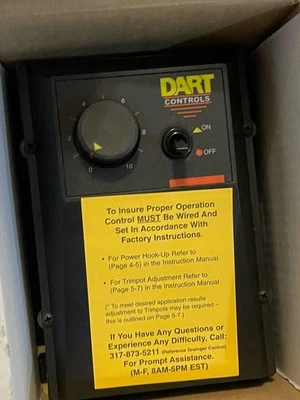 DART
CONTROLS
4 6
2 8
0 10
ON
OFF
To Insure Proper Operation
Control MUST Be Wired And
Set In Accordance With
Factory Instructions.
• For Power Hook-Up Refer to
(Page 4-5) in the Instruction Manual
• For Trimpot Adjustment Refer to
(Page 5-7) in the Instruction Manual
(* To meet desired application results
adjustment to Trimpots may be required –
this is outlined on Page 5-7.)
If You Have Any Questions or
Experience Any Difficulty, Call:
317-873-5211 (Reference Grainger Control)
For Prompt Assistance.
(M-F, 8AM-5PM EST)